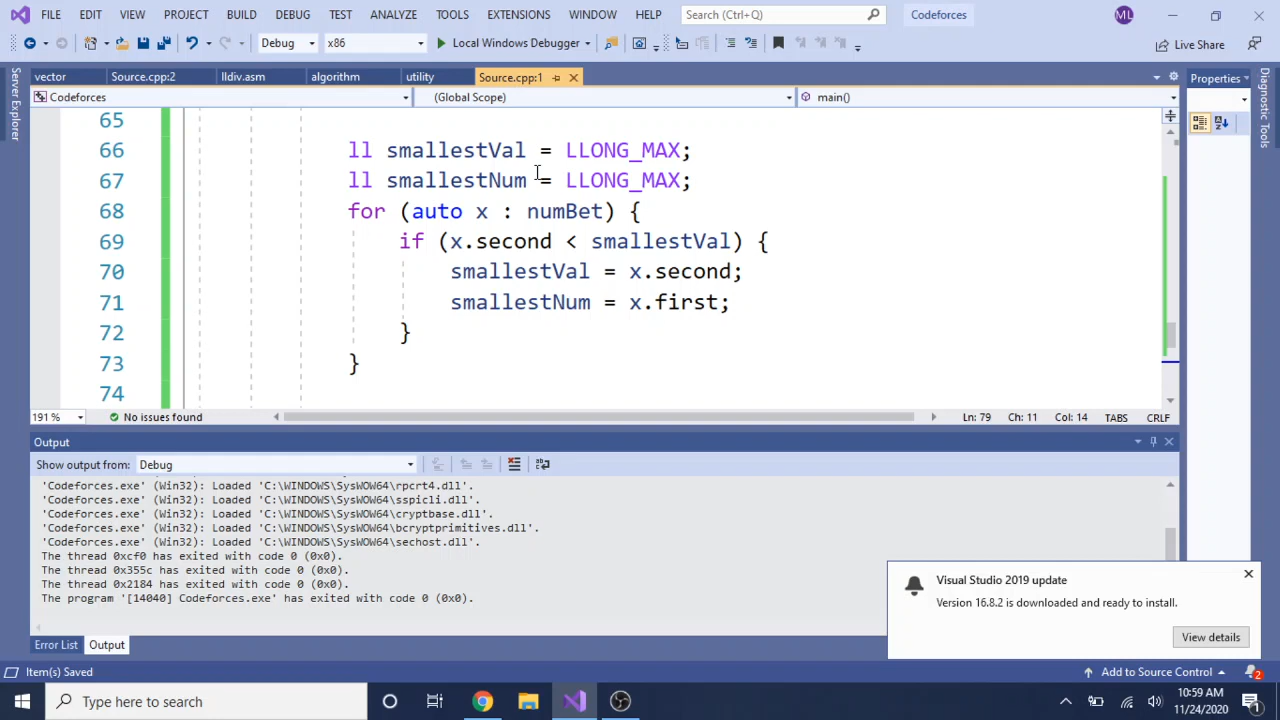 FILE EDIT VIEW PROJECT BUILD DEBUG TEST ANALYZE TOOLS EXTENSIONS WINDOW HELP Search (Ctrl+Q) Codeforces ML
Debug x86 Local Windows Debugger Live Share
vector Source.cpp:2 lldiv.asm algorithm utility Source.cpp:1 Properties
Codeforces (Global Scope) main()
Server Explorer
Diagnostic Tools
65
66 ll smallestVal = LLONG_MAX;
67 ll smallestNum = LLONG_MAX;
68 for (auto x : numBet) {
69 if (x.second < smallestVal) {
70 smallestVal = x.second;
71 smallestNum = x.first;
72 }
73 }
74
191 % No issues found Ln: 79 Ch: 11 Col: 14 TABS CRLF
Output
Show output from: Debug
'Codeforces.exe' (Win32): Loaded 'C:\WINDOWS\SysWOW64\rpcrt4.dll'.
'Codeforces.exe' (Win32): Loaded 'C:\WINDOWS\SysWOW64\sspicli.dll'.
'Codeforces.exe' (Win32): Loaded 'C:\WINDOWS\SysWOW64\cryptbase.dll'.
'Codeforces.exe' (Win32): Loaded 'C:\WINDOWS\SysWOW64\bcryptprimitives.dll'.
'Codeforces.exe' (Win32): Loaded 'C:\WINDOWS\SysWOW64\sechost.dll'.
The thread 0xcf0 has exited with code 0 (0x0).
The thread 0x355c has exited with code 0 (0x0).
The thread 0x2184 has exited with code 0 (0x0).
The program '[14040] Codeforces.exe' has exited with code 0 (0x0).
Visual Studio 2019 update
Version 16.8.2 is downloaded and ready to install.
View details
Error List Output
Item(s) Saved Add to Source Control 2
Type here to search 10:59 AM
11/24/2020 1